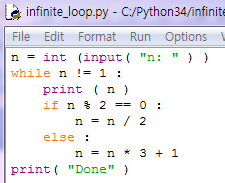 infinite_loop.py - C:/Python34/infinite
File Edit Format Run Options
n = int (input( "n: " ) )
while n != 1 :
    print ( n )
    if n % 2 == 0 :
        n = n / 2
    else :
        n = n * 3 + 1
print( "Done" )